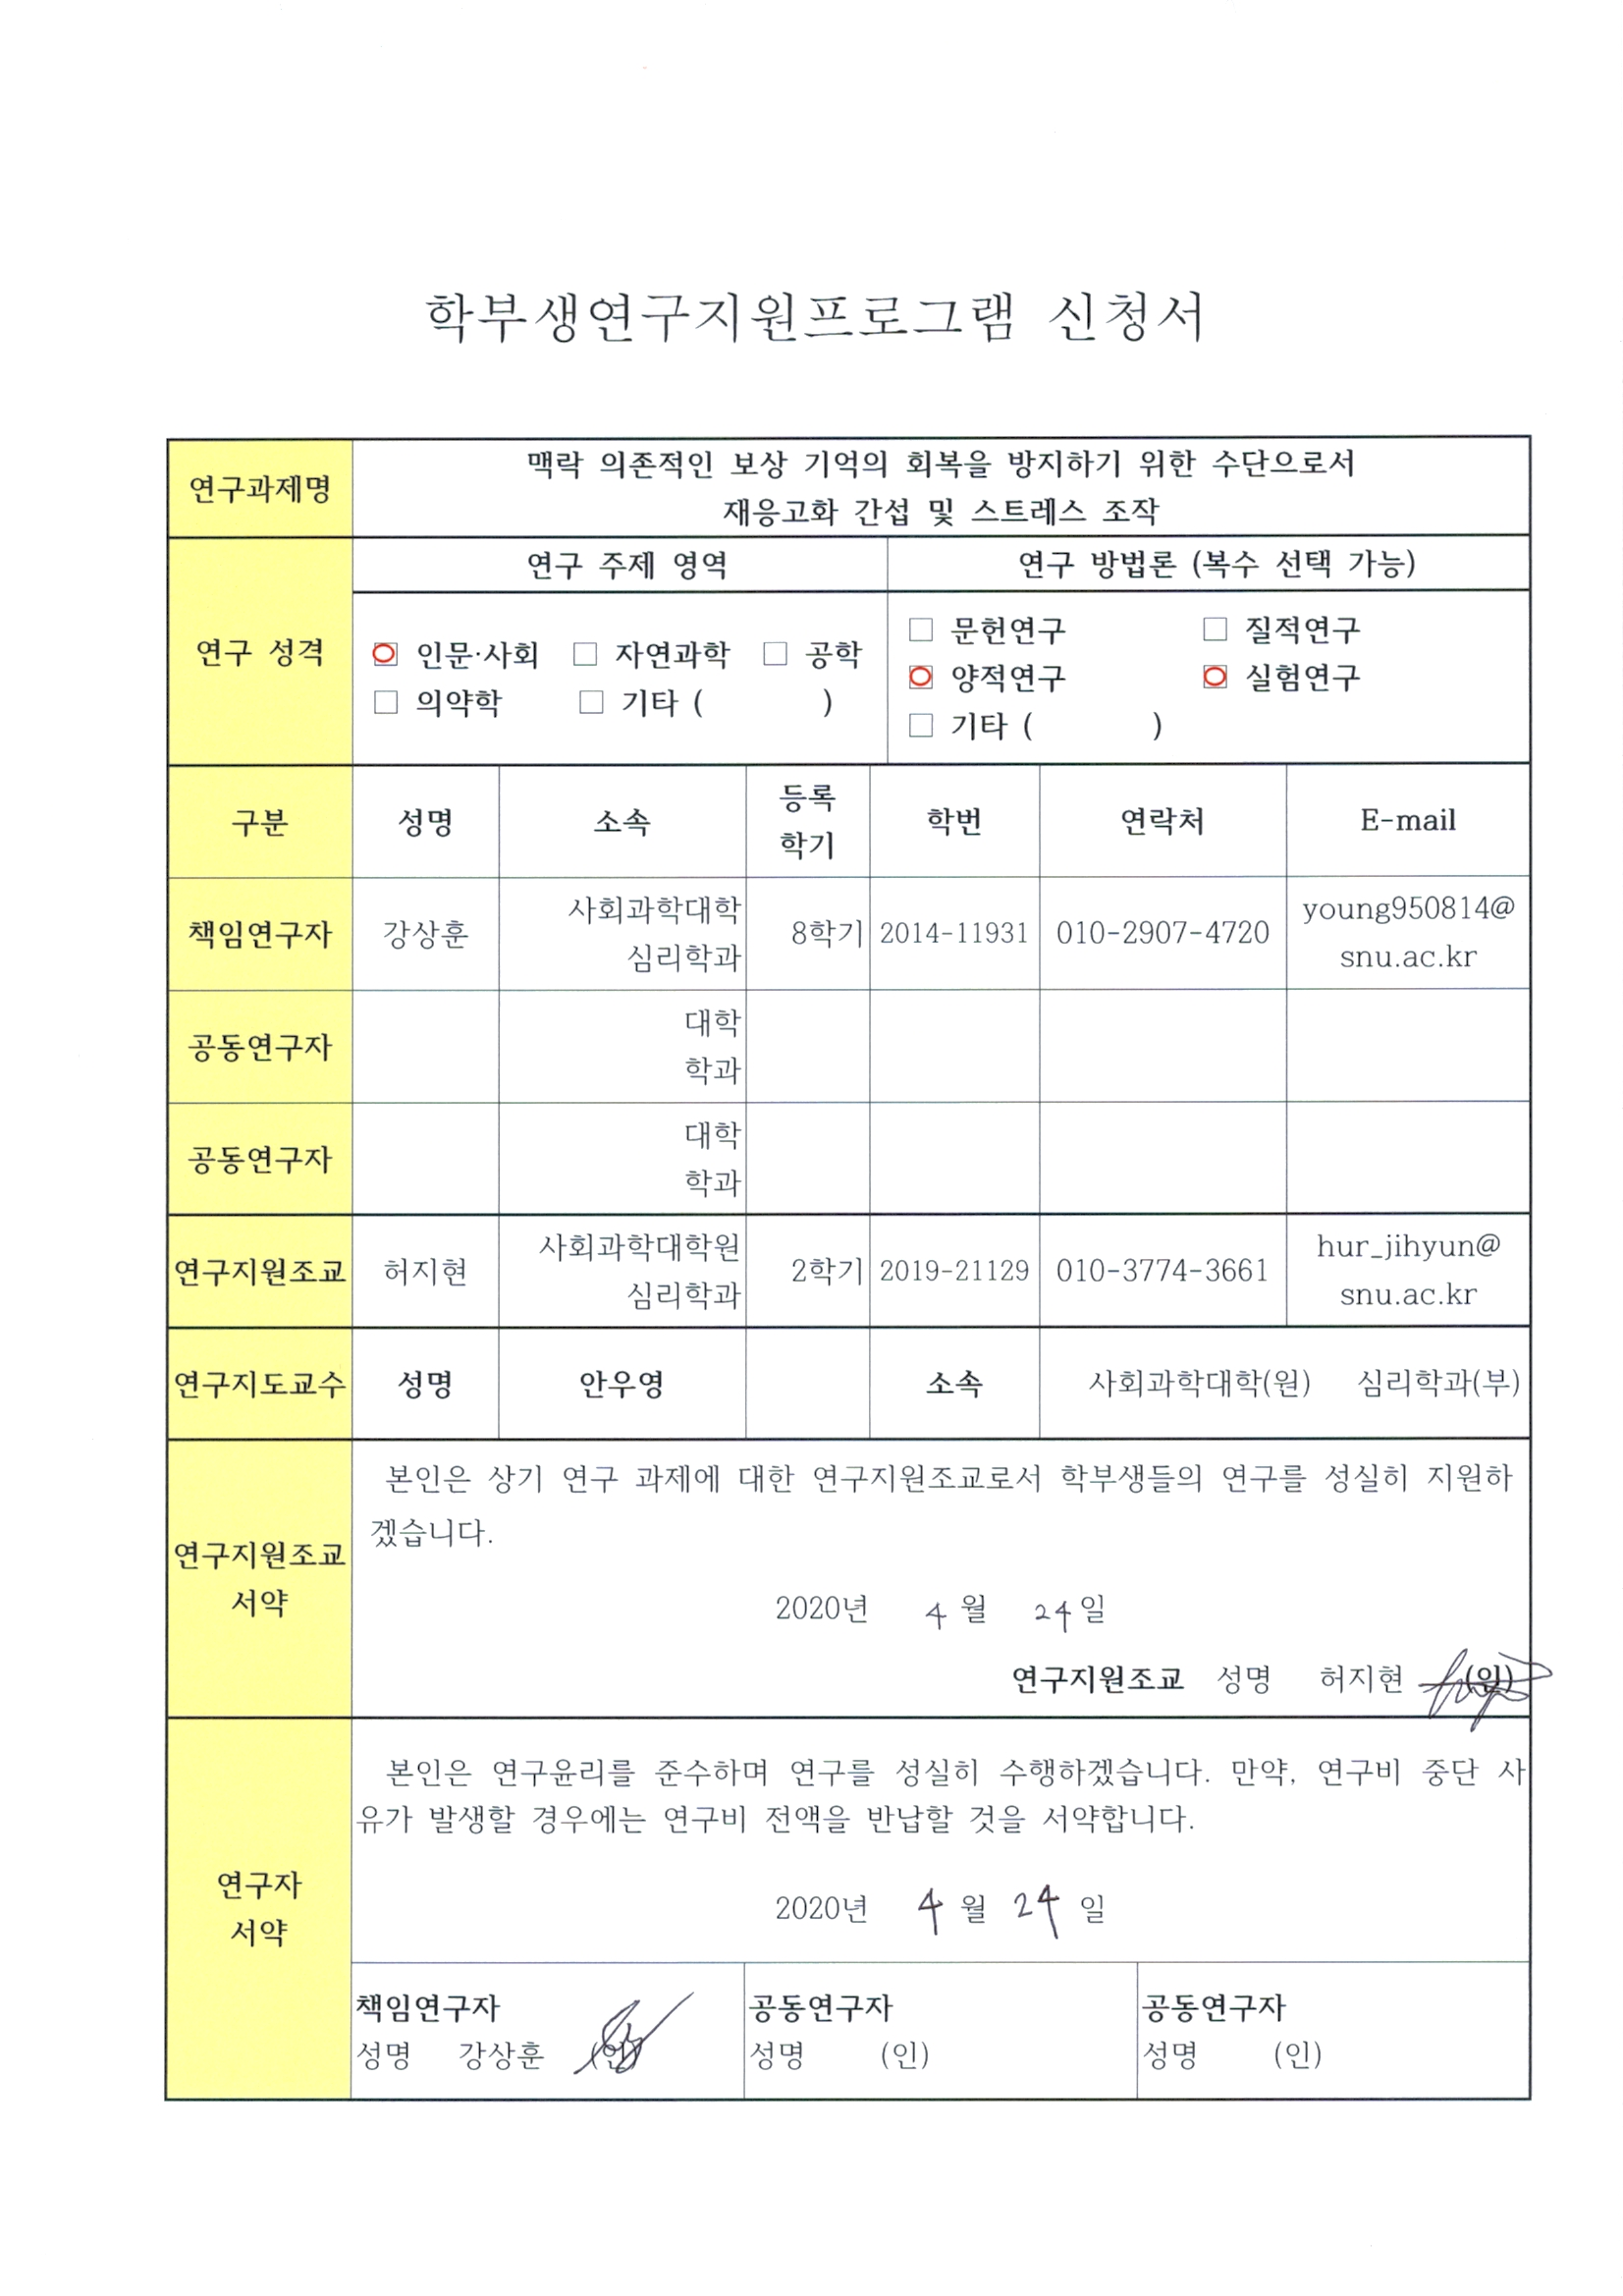 학부생연구지원프로그램 신청서
연구과제명
맥락 의존적인 보상 기억의 회복을 방지하기 위한 수단으로서
재응고화 간섭 및 스트레스 조작
연구 성격
연구 주제 영역
연구 방법론 (복수 선택 가능)
인문·사회 자연과학 공학
의약학 기타 ( )
문헌연구 질적연구
양적연구 실험연구
기타 ( )
구분 성명 소속 등록 학번 연락처 E-mail
학기
책임연구자 강상훈 사회과학대학 8학기 2014-11931 010-2907-4720 young950814@
심리학과 snu.ac.kr
공동연구자 대학
학과
공동연구자 대학
학과
연구지원조교 허지현 사회과학대학원 2학기 2019-21129 010-3774-3661 hur_jihyun@
심리학과 snu.ac.kr
연구지도교수 성명 안우영 소속 사회과학대학(원) 심리학과(부)
연구지원조교
서약
본인은 상기 연구 과제에 대한 연구지원조교로서 학부생들의 연구를 성실히 지원하
겠습니다.
2020년 4 월 24 일
연구지원조교 성명 허지현 (인)
연구자
서약
본인은 연구윤리를 준수하며 연구를 성실히 수행하겠습니다. 만약, 연구비 중단 사
유가 발생할 경우에는 연구비 전액을 반납할 것을 서약합니다.
2020년 4 월 24 일
책임연구자 공동연구자 공동연구자
성명 강상훈 (인) 성명 (인) 성명 (인)